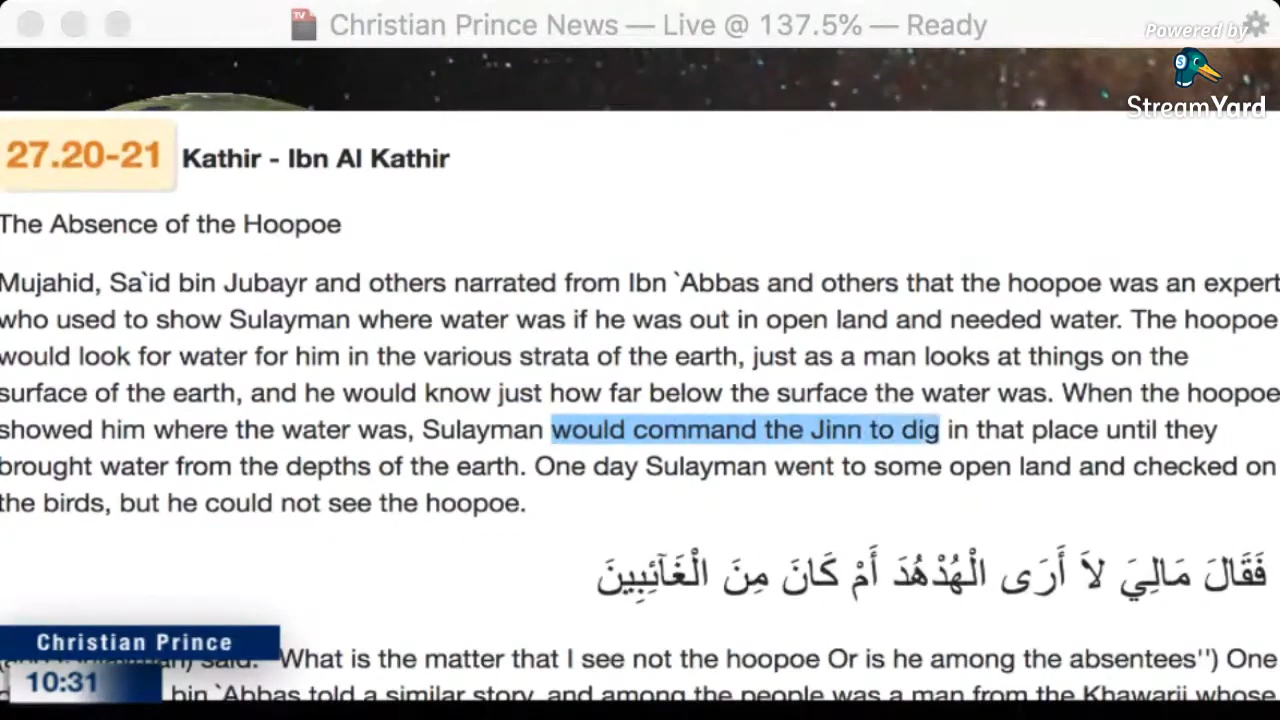 Christian Prince News — Live @ 137.5% — Ready
Powered by
StreamYard
27.20-21 Kathir - Ibn Al Kathir
The Absence of the Hoopoe
Mujahid, Sa`id bin Jubayr and others narrated from Ibn `Abbas and others that the hoopoe was an expert
who used to show Sulayman where water was if he was out in open land and needed water. The hoopoe
would look for water for him in the various strata of the earth, just as a man looks at things on the
surface of the earth, and he would know just how far below the surface the water was. When the hoopoe
showed him where the water was, Sulayman would command the Jinn to dig in that place until they
brought water from the depths of the earth. One day Sulayman went to some open land and checked on
the birds, but he could not see the hoopoe.
فَقَالَ مَالِيَ لاَ أَرَى الْهُدْهُدَ أَمْ كَانَ مِنَ الْغَآئِبِينَ
Christian Prince
said: "What is the matter that I see not the hoopoe Or is he among the absentees'') One
10:31
bin `Abbas told a similar story, and among the people was a man from the Khawarij whose